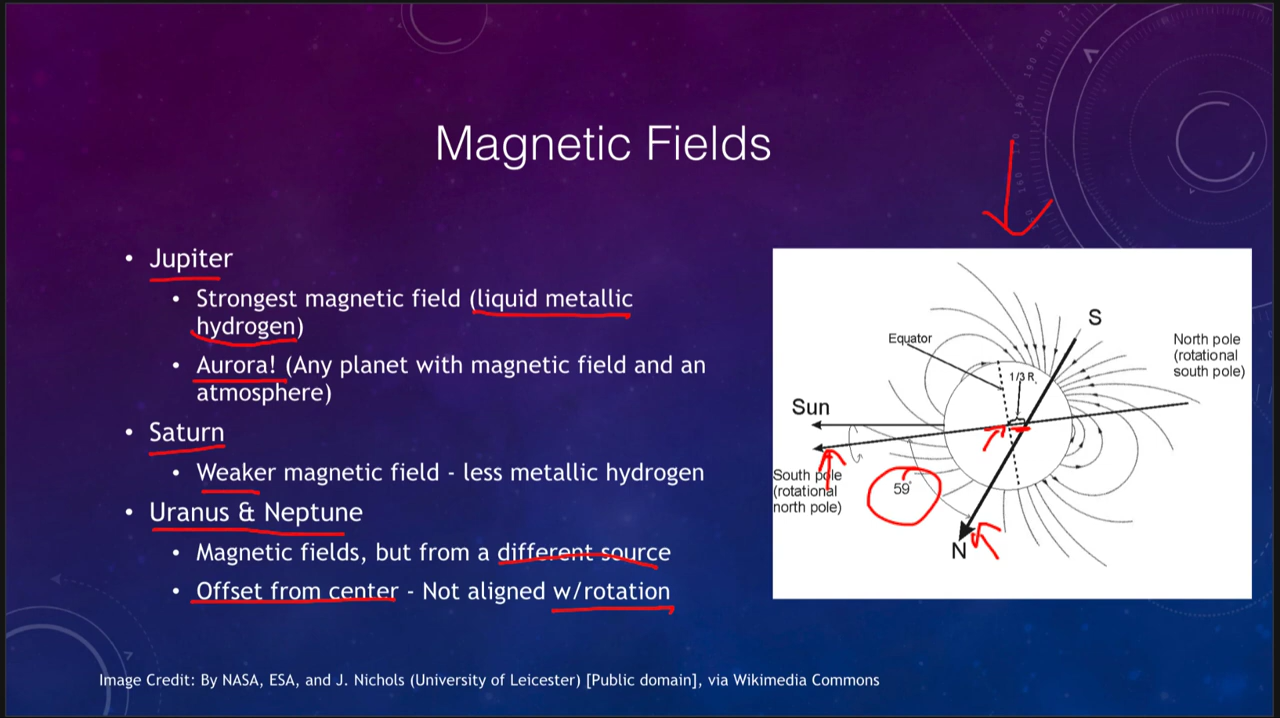 Magnetic Fields
• Jupiter
• Strongest magnetic field (liquid metallic
hydrogen)
• Aurora! (Any planet with magnetic field and an
atmosphere)
• Saturn
• Weaker magnetic field - less metallic hydrogen
• Uranus & Neptune
• Magnetic fields, but from a different source
• Offset from center - Not aligned w/rotation
S
Equator
North pole
(rotational
south pole)
1/3 R
Sun
South pole
(rotational
north pole)
59°
N
Image Credit: By NASA, ESA, and J. Nichols (University of Leicester) [Public domain], via Wikimedia Commons